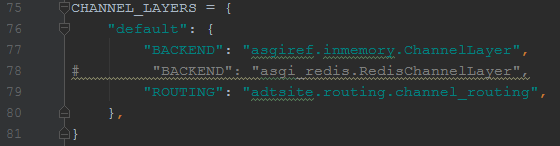 75 CHANNEL_LAYERS = {
76 "default": {
77 "BACKEND": "asgiref.inmemory.ChannelLayer",
78 # "BACKEND": "asgi_redis.RedisChannelLayer",
79 "ROUTING": "adtsite.routing.channel_routing",
80 },
81 }